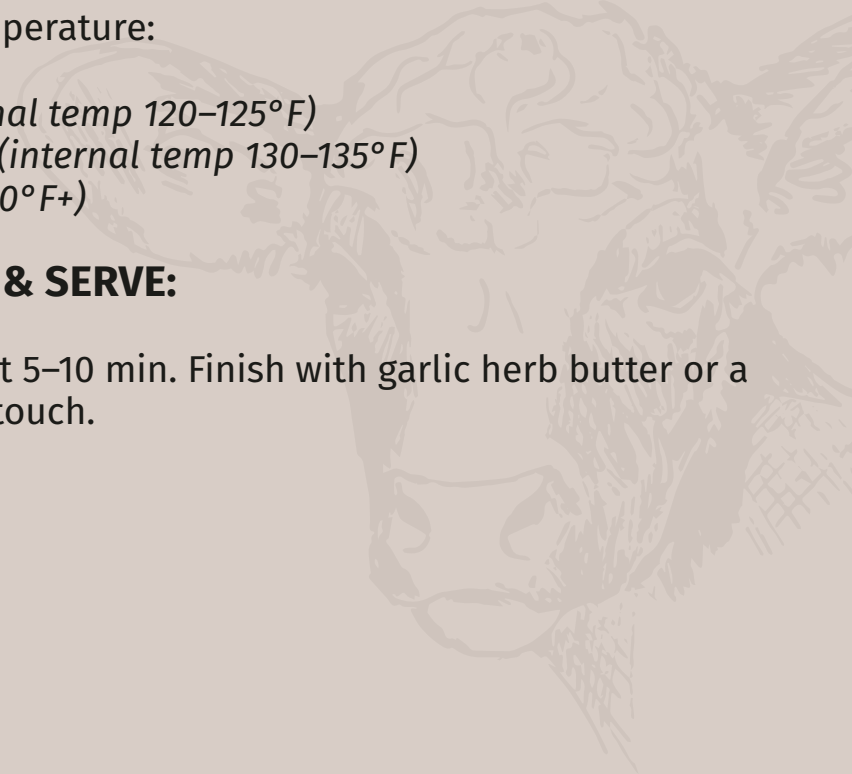 perature:
nal temp 120–125°F)
(internal temp 130–135°F)
0°F+)
& SERVE:
t 5–10 min. Finish with garlic herb butter or a
touch.